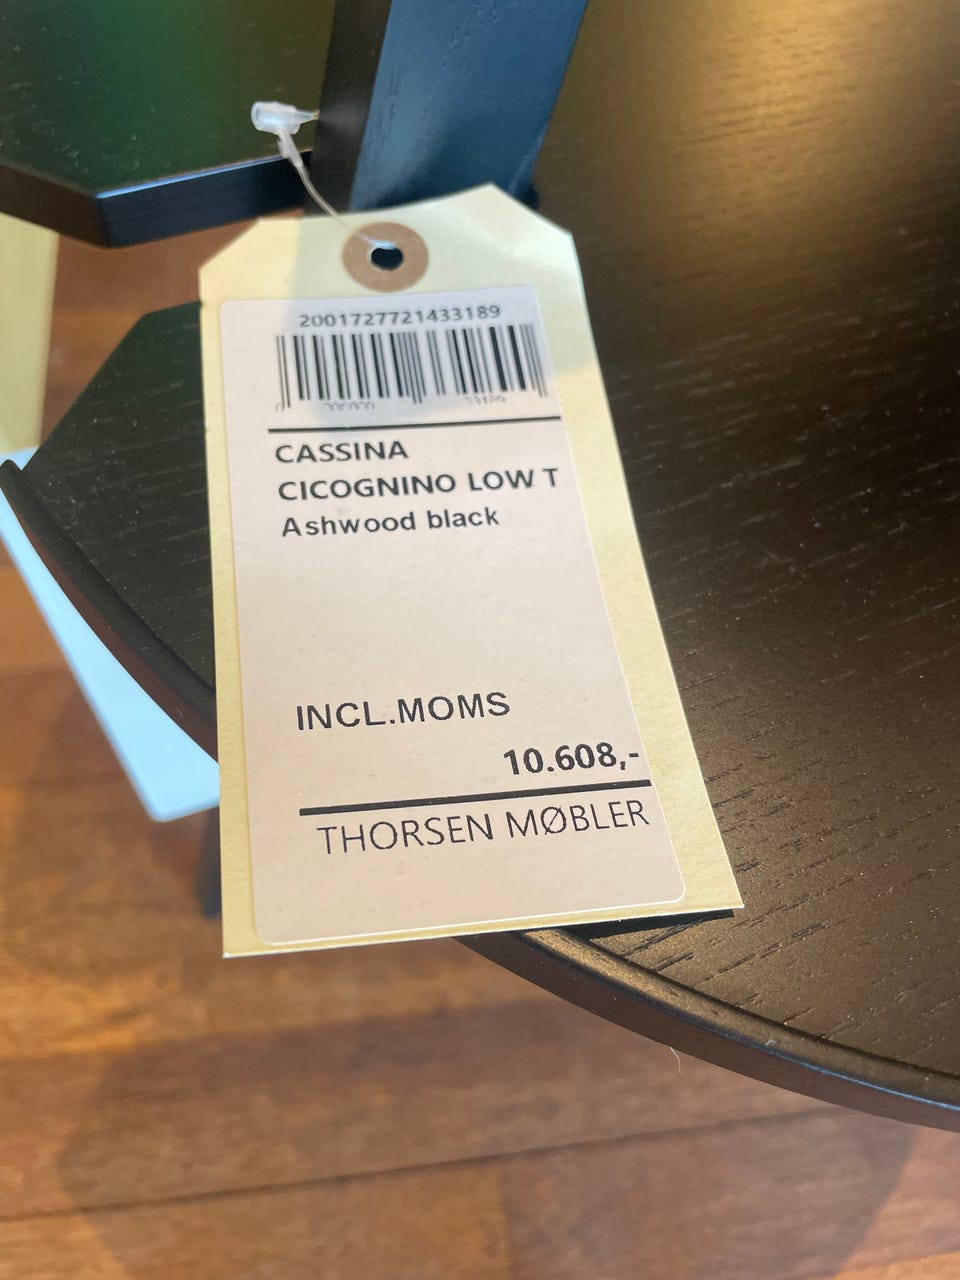 2001727721433189
CASSINA
CICOGNINO LOW T
Ashwood black
INCL.MOMS
10.608,-
THORSEN MØBLER